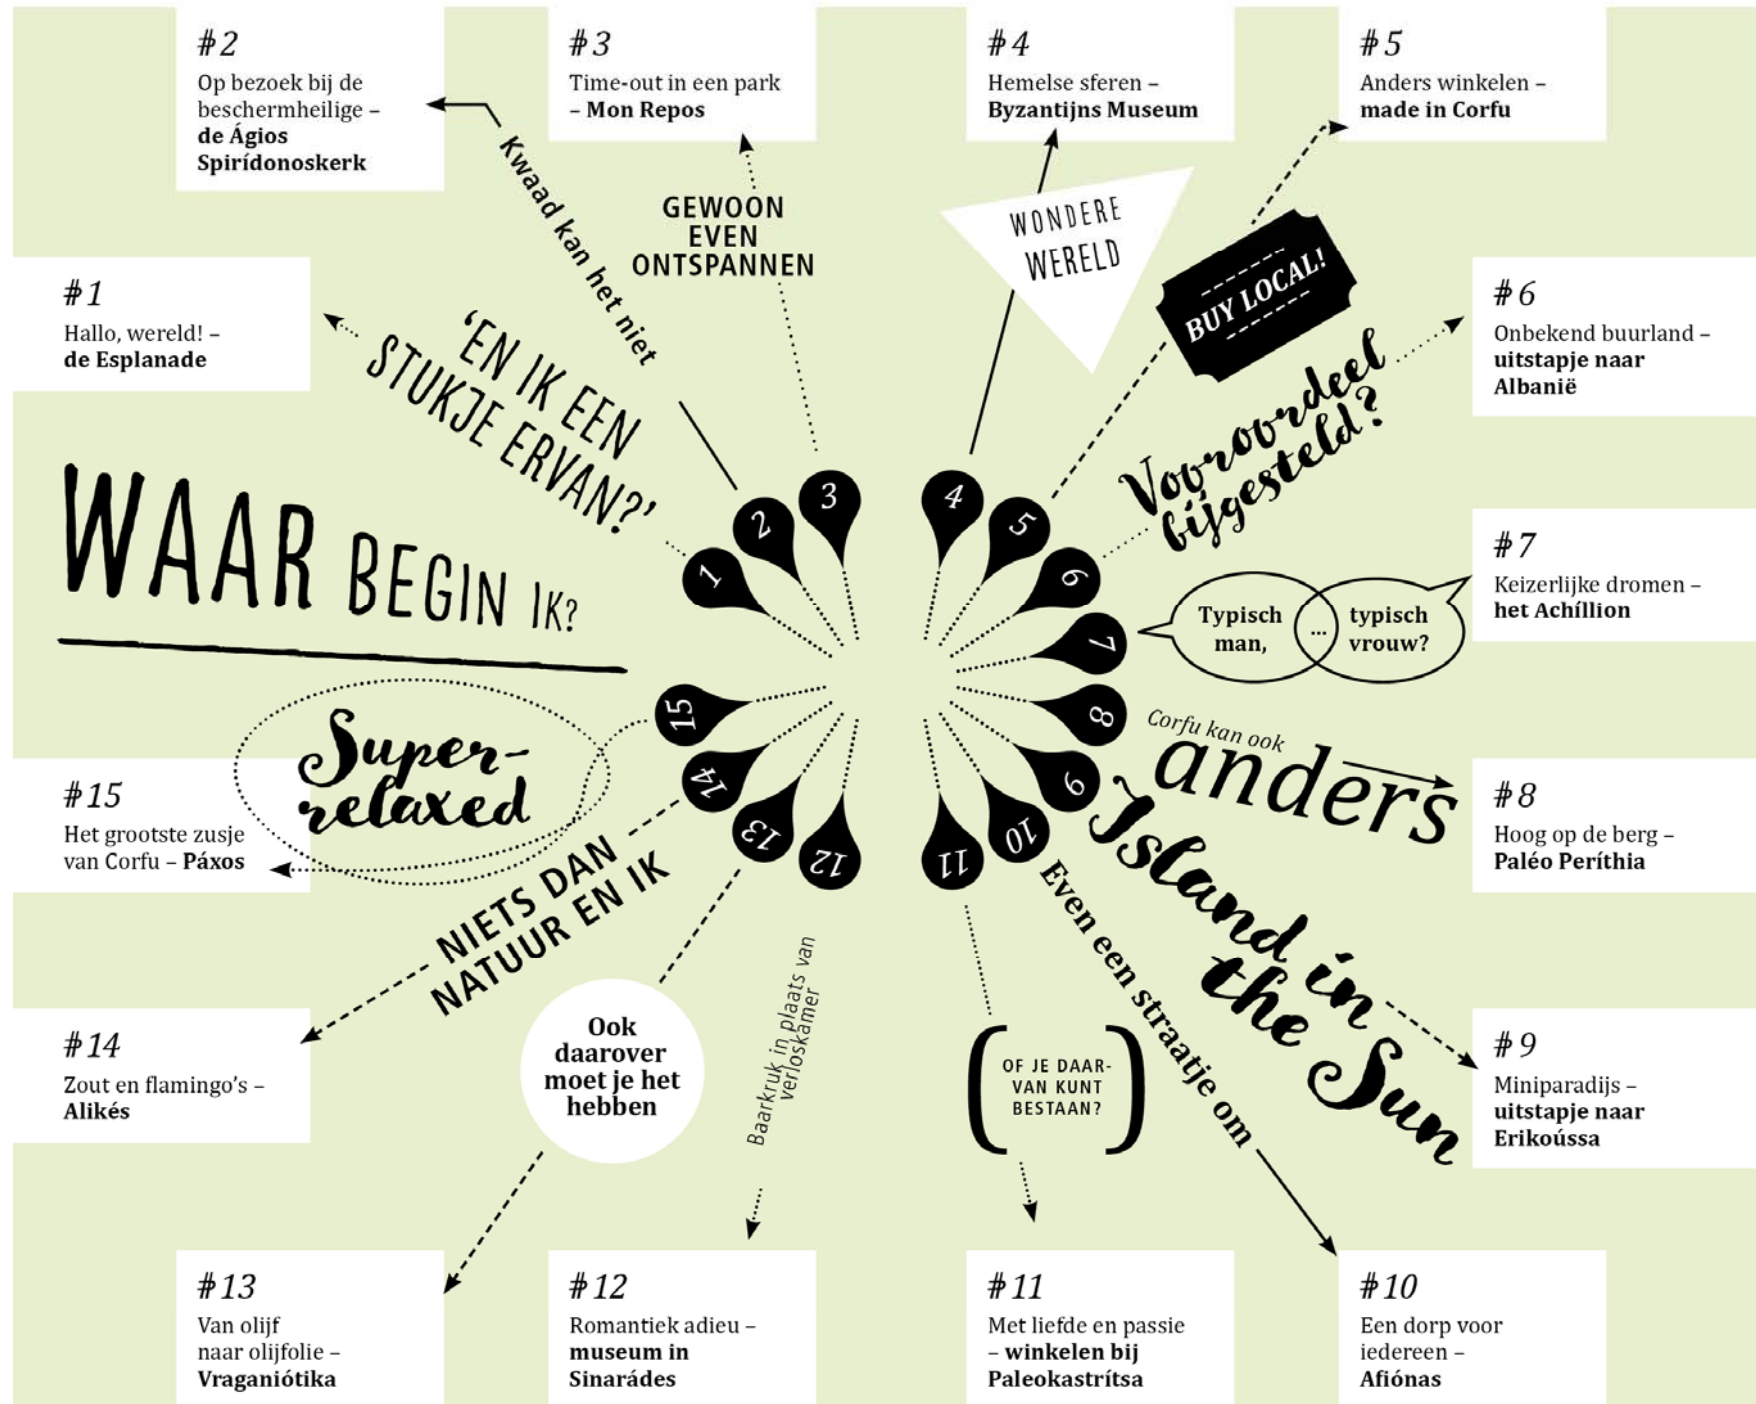 #2
Op bezoek bij de
beschermheilige –
de Ágios
Spirídonoskerk
#3
Time-out in een park
– Mon Repos
#4
Hemelse sferen –
Byzantijns Museum
#5
Anders winkelen –
made in Corfu
#1
Hallo, wereld! –
de Esplanade
#6
Onbekend buurland –
uitstapje naar
Albanië
Kwaad kan het niet
GEWOON
EVEN
ONTSPANNEN
WONDERE
WERELD
BUY LOCAL!
'EN IK EEN
STUKJE ERVAN?'
Vooroordeel
bijgesteld?
WAAR BEGIN IK?
1
2
3
4
5
6
7
8
9
10
11
12
13
14
15
#7
Keizerlijke dromen –
het Achíllion
Typisch
man,
...
typisch
vrouw?
Corfu kan ook
anders
#8
Hoog op de berg –
Paléo Períthia
Super-
relaxed
#15
Het grootste zusje
van Corfu – Páxos
NIETS DAN
NATUUR EN IK
Island in
the Sun
Even een straatje om
#14
Zout en flamingo's –
Alikés
Ook
daarover
moet je het
hebben
Baarkruk in plaats van
verloskamer
OF JE DAAR-
VAN KUNT
BESTAAN?
#9
Miniparadijs –
uitstapje naar
Erikoússa
#13
Van olijf
naar olijfolie –
Vraganiótika
#12
Romantiek adieu –
museum in
Sinarádes
#11
Met liefde en passie
– winkelen bij
Paleokastrítsa
#10
Een dorp voor
iedereen –
Afiónas